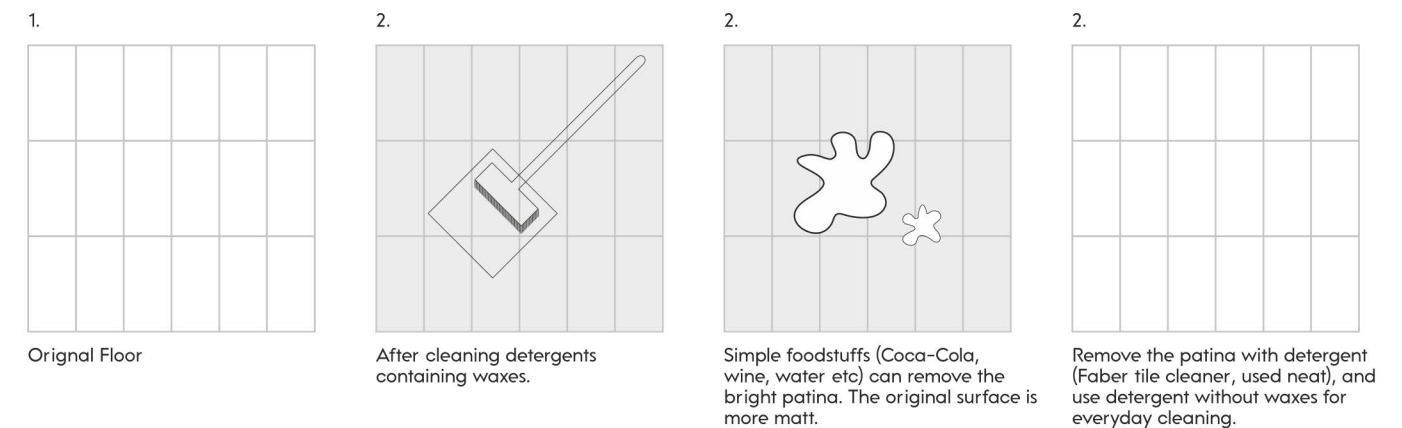 1.
Orignal Floor
2.
After cleaning detergents
containing waxes.
2.
Simple foodstuffs (Coca-Cola,
wine, water etc) can remove the
bright patina. The original surface is
more matt.
2.
Remove the patina with detergent
(Faber tile cleaner, used neat), and
use detergent without waxes for
everyday cleaning.